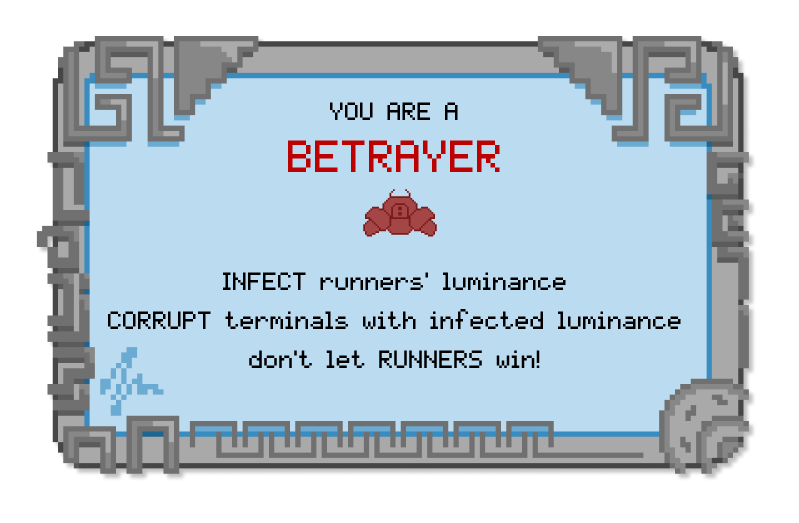 YOU ARE A
BETRAYER
INFECT runners' luminance
CORRUPT terminals with infected luminance
don't let RUNNERS win!